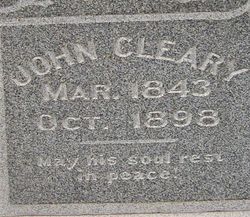 JOHN CLEARY
MAR. 1843
OCT. 1898
May his soul rest
in peace!